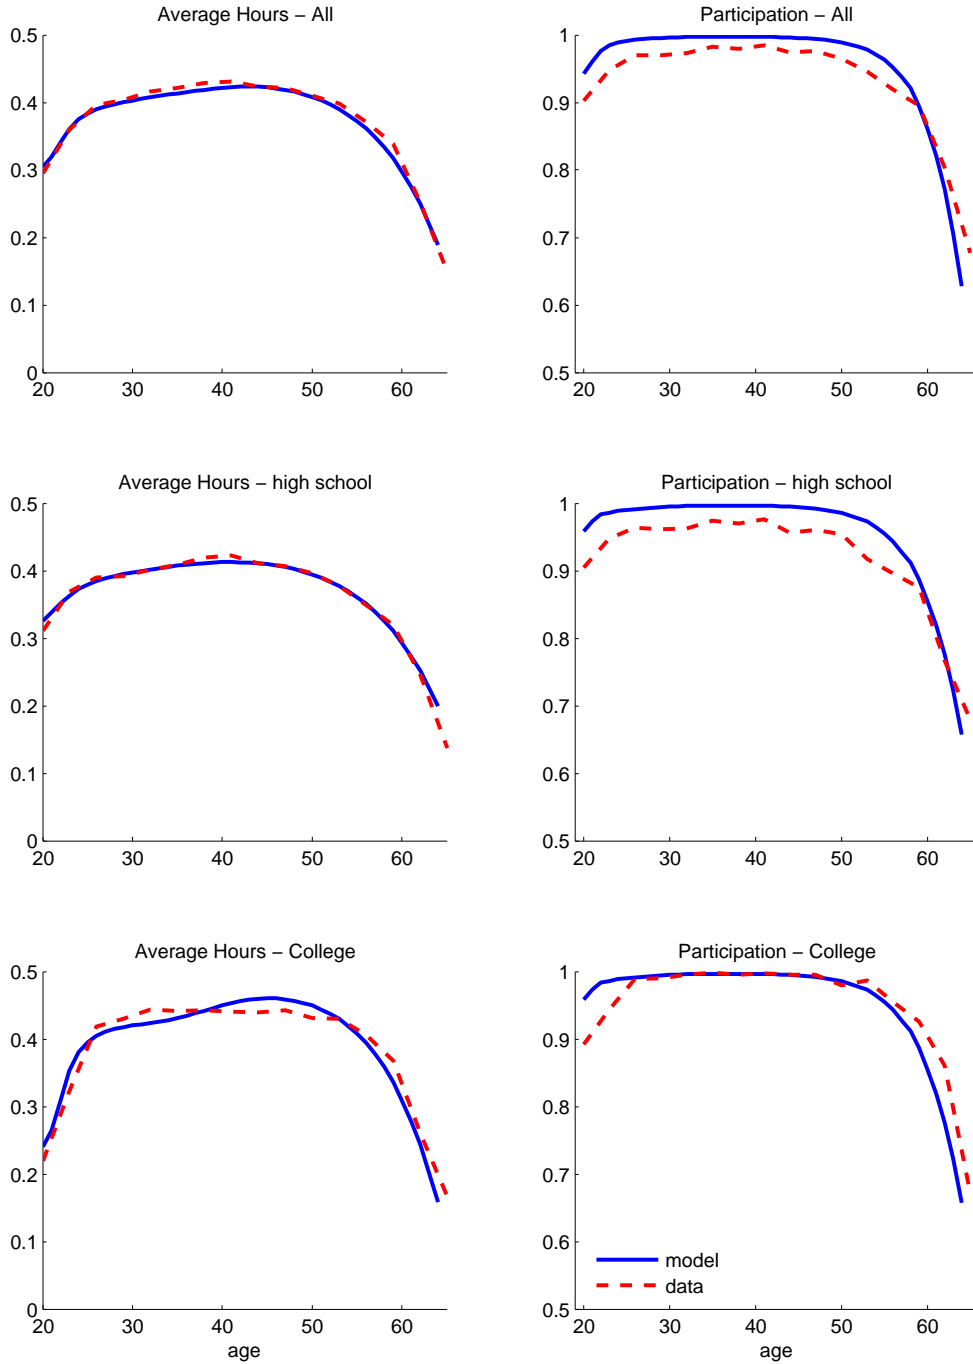 Average Hours – All
0.5
0.4
0.3
0.2
0.1
0
20 30 40 50 60
Participation – All
1
0.9
0.8
0.7
0.6
0.5
20 30 40 50 60
Average Hours – high school
0.5
0.4
0.3
0.2
0.1
0
20 30 40 50 60
Participation – high school
1
0.9
0.8
0.7
0.6
0.5
20 30 40 50 60
Average Hours – College
0.5
0.4
0.3
0.2
0.1
0
20 30 40 50 60
age
Participation – College
1
0.9
0.8
0.7
0.6
0.5
model
data
20 30 40 50 60
age